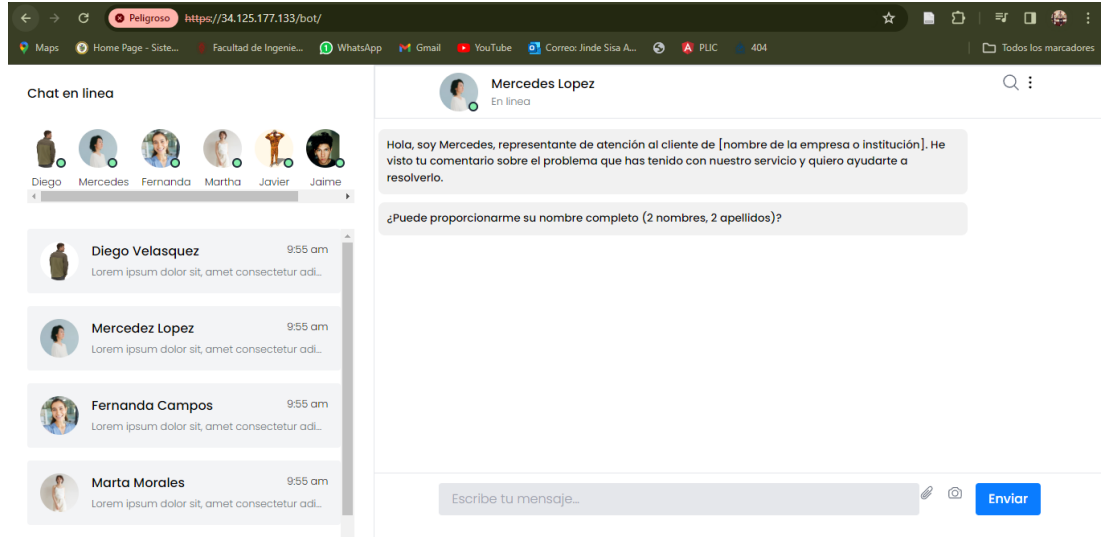 Peligroso https://34.125.177.133/bot/
Maps Home Page - Siste... Facultad de Ingenie... WhatsApp Gmail YouTube Correo: Jinde Sisa A... PLIC 404 Todos los marcadores
Chat en linea
Diego Mercedes Fernanda Martha Javier Jaime
Diego Velasquez 9:55 am
Lorem ipsum dolor sit, amet consectetur adi...
Mercedez Lopez 9:55 am
Lorem ipsum dolor sit, amet consectetur adi...
Fernanda Campos 9:55 am
Lorem ipsum dolor sit, amet consectetur adi...
Marta Morales 9:55 am
Lorem ipsum dolor sit, amet consectetur adi...
Mercedes Lopez
En linea
Hola, soy Mercedes, representante de atención al cliente de [nombre de la empresa o institución]. He
visto tu comentario sobre el problema que has tenido con nuestro servicio y quiero ayudarte a
resolverlo.
¿Puede proporcionarme su nombre completo (2 nombres, 2 apellidos)?
Escribe tu mensaje...
Enviar